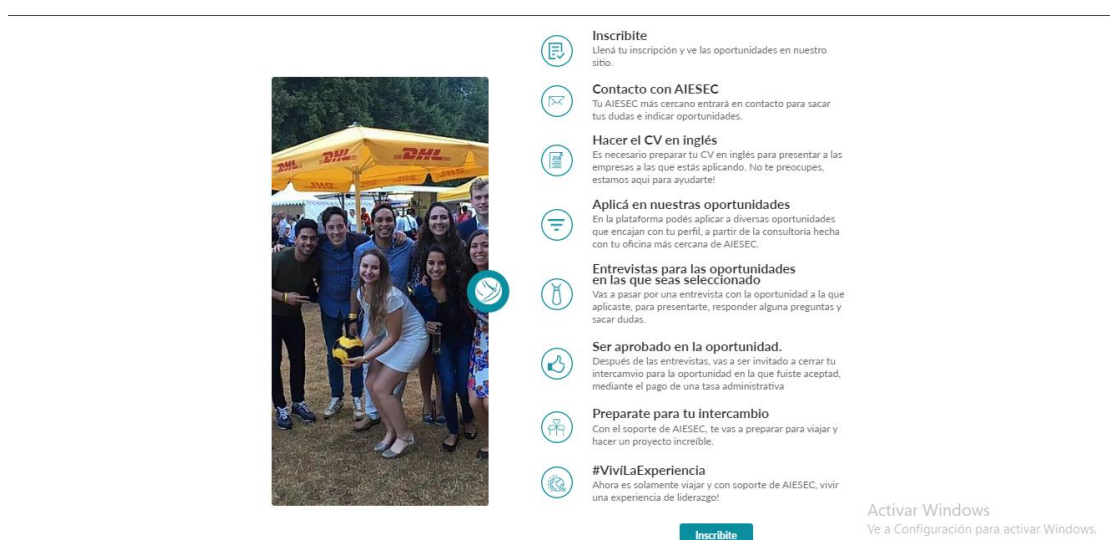 DHL
DHL
DHL
Inscribite
Llená tu inscripción y ve las oportunidades en nuestro
sitio.
Contacto con AIESEC
Tu AIESEC más cercano entrará en contacto para sacar
tus dudas e indicar oportunidades.
Hacer el CV en inglés
Es necesario preparar tu CV en inglés para presentar a las
empresas a las que estás aplicando. No te preocupes,
estamos aqui para ayudarte!
Aplicá en nuestras oportunidades
En la plataforma podés aplicar a diversas oportunidades
que encajan con tu perfil, a partir de la consultoría hecha
con tu oficina más cercana de AIESEC.
Entrevistas para las oportunidades
en las que seas seleccionado
Vas a pasar por una entrevista con la oportunidad a la que
aplicaste, para presentarte, responder alguna preguntas y
sacar dudas.
Ser aprobado en la oportunidad.
Después de las entrevistas, vas a ser invitado a cerrar tu
intercamvio para la oportunidad en la que fuiste aceptad,
mediante el pago de una tasa administrativa
Preparate para tu intercambio
Con el soporte de AIESEC, te vas a preparar para viajar y
hacer un proyecto increíble.
#VivíLaExperiencia
Ahora es solamente viajar y con soporte de AIESEC, vivir
una experiencia de liderazgo!
Inscribite
Activar Windows
Ve a Configuración para activar Windows.